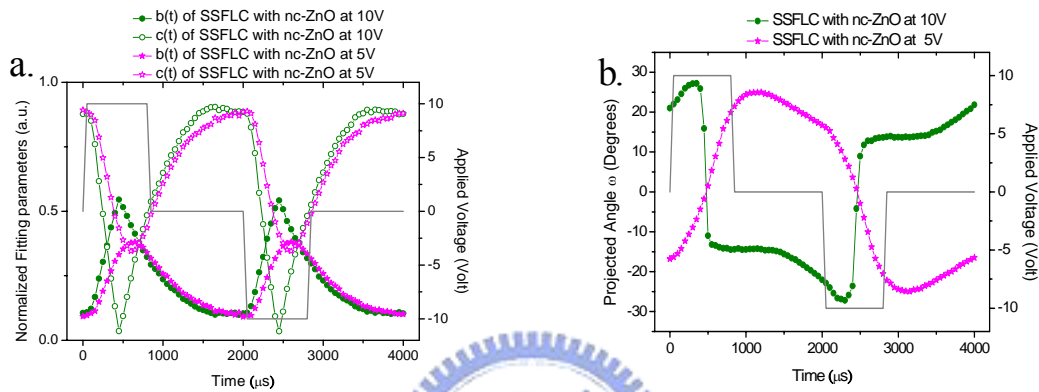 a.
b(t) of SSFLC with nc-ZnO at 10V
c(t) of SSFLC with nc-ZnO at 10V
b(t) of SSFLC with nc-ZnO at 5V
c(t) of SSFLC with nc-ZnO at 5V
Normalized Fitting parameters (a.u.)
1.0
0.5
0.0
0 1000 2000 3000 4000
Time (μs)
10
5
0
-5
-10
Applied Voltage (Volt)
b.
SSFLC with nc-ZnO at 10V
SSFLC with nc-ZnO at 5V
Projected Angle ω (Degrees)
30
20
10
0
-10
-20
-30
0 1000 2000 3000 4000
Time (μs)
10
5
0
-5
-10
Applied Voltage (Volt)